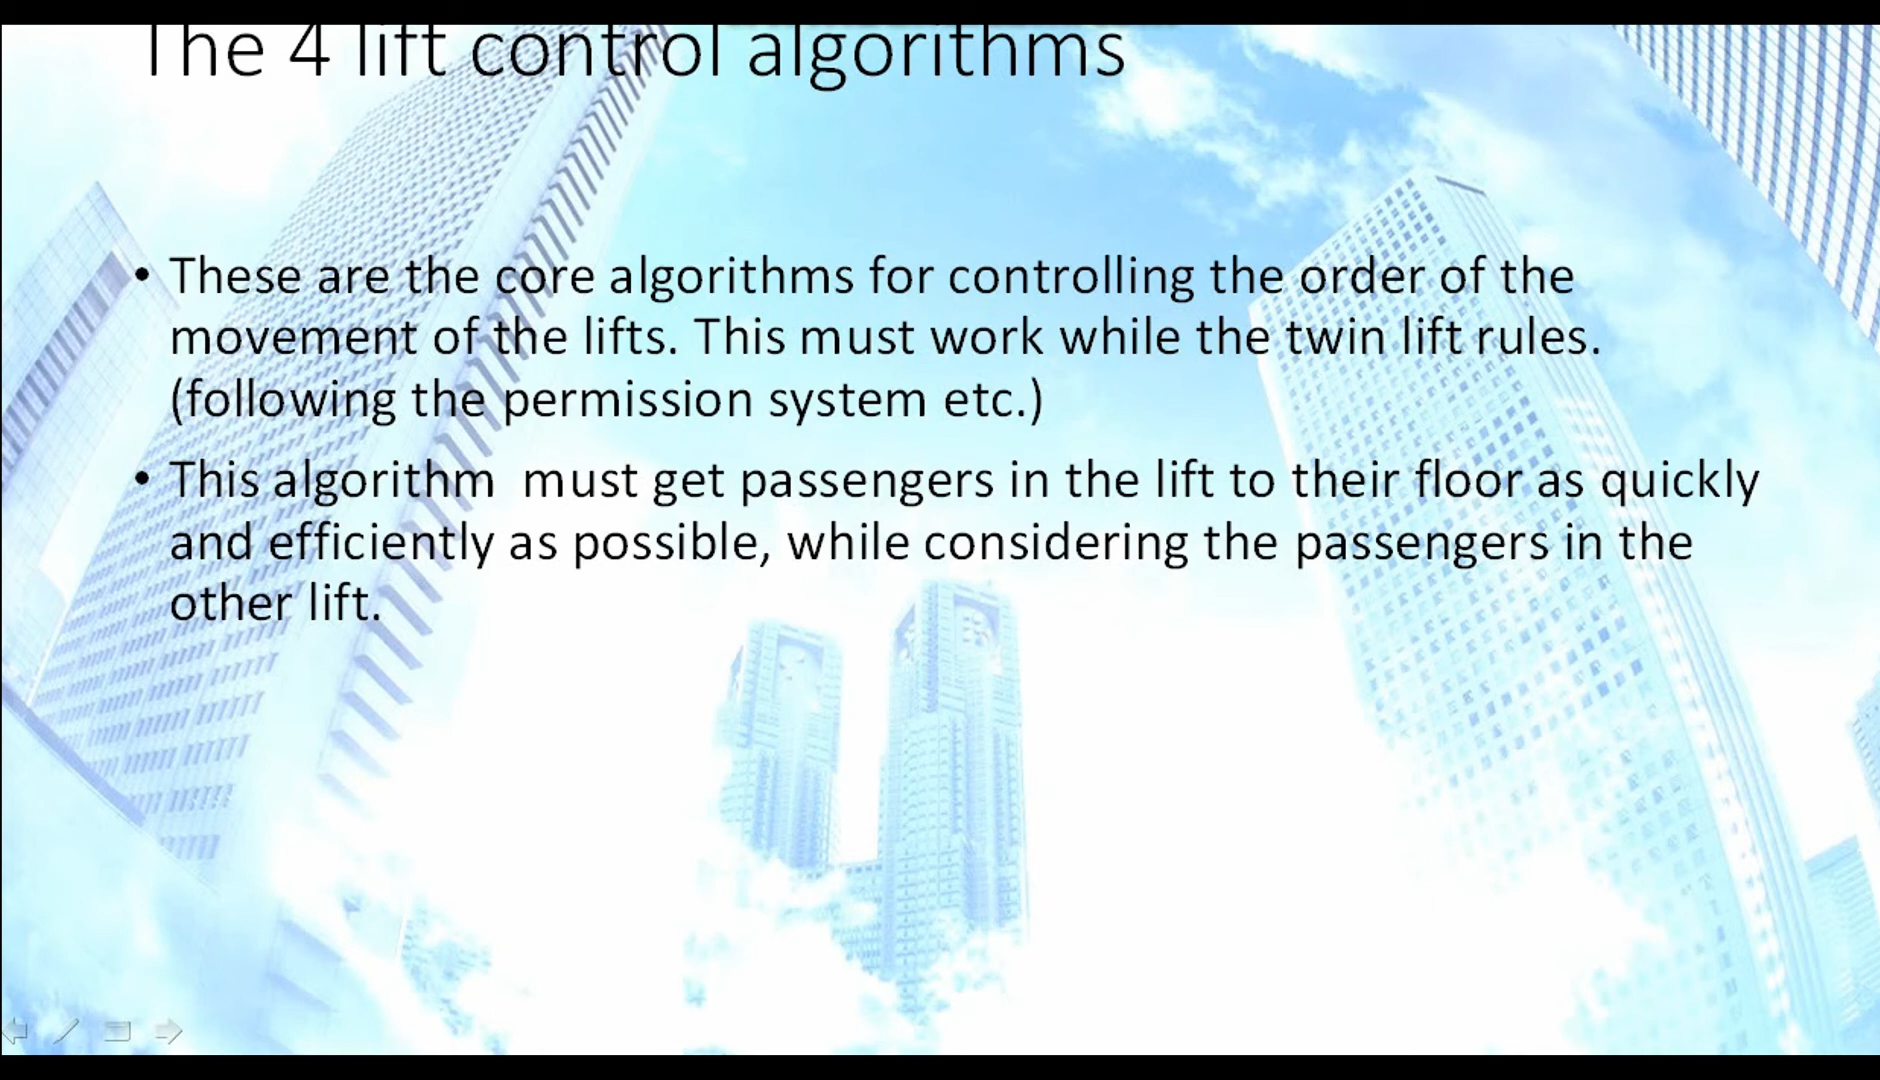 The 4 lift control algorithms
• These are the core algorithms for controlling the order of the
movement of the lifts. This must work while the twin lift rules.
(following the permission system etc.)
• This algorithm  must get passengers in the lift to their floor as quickly
and efficiently as possible, while considering the passengers in the
other lift.